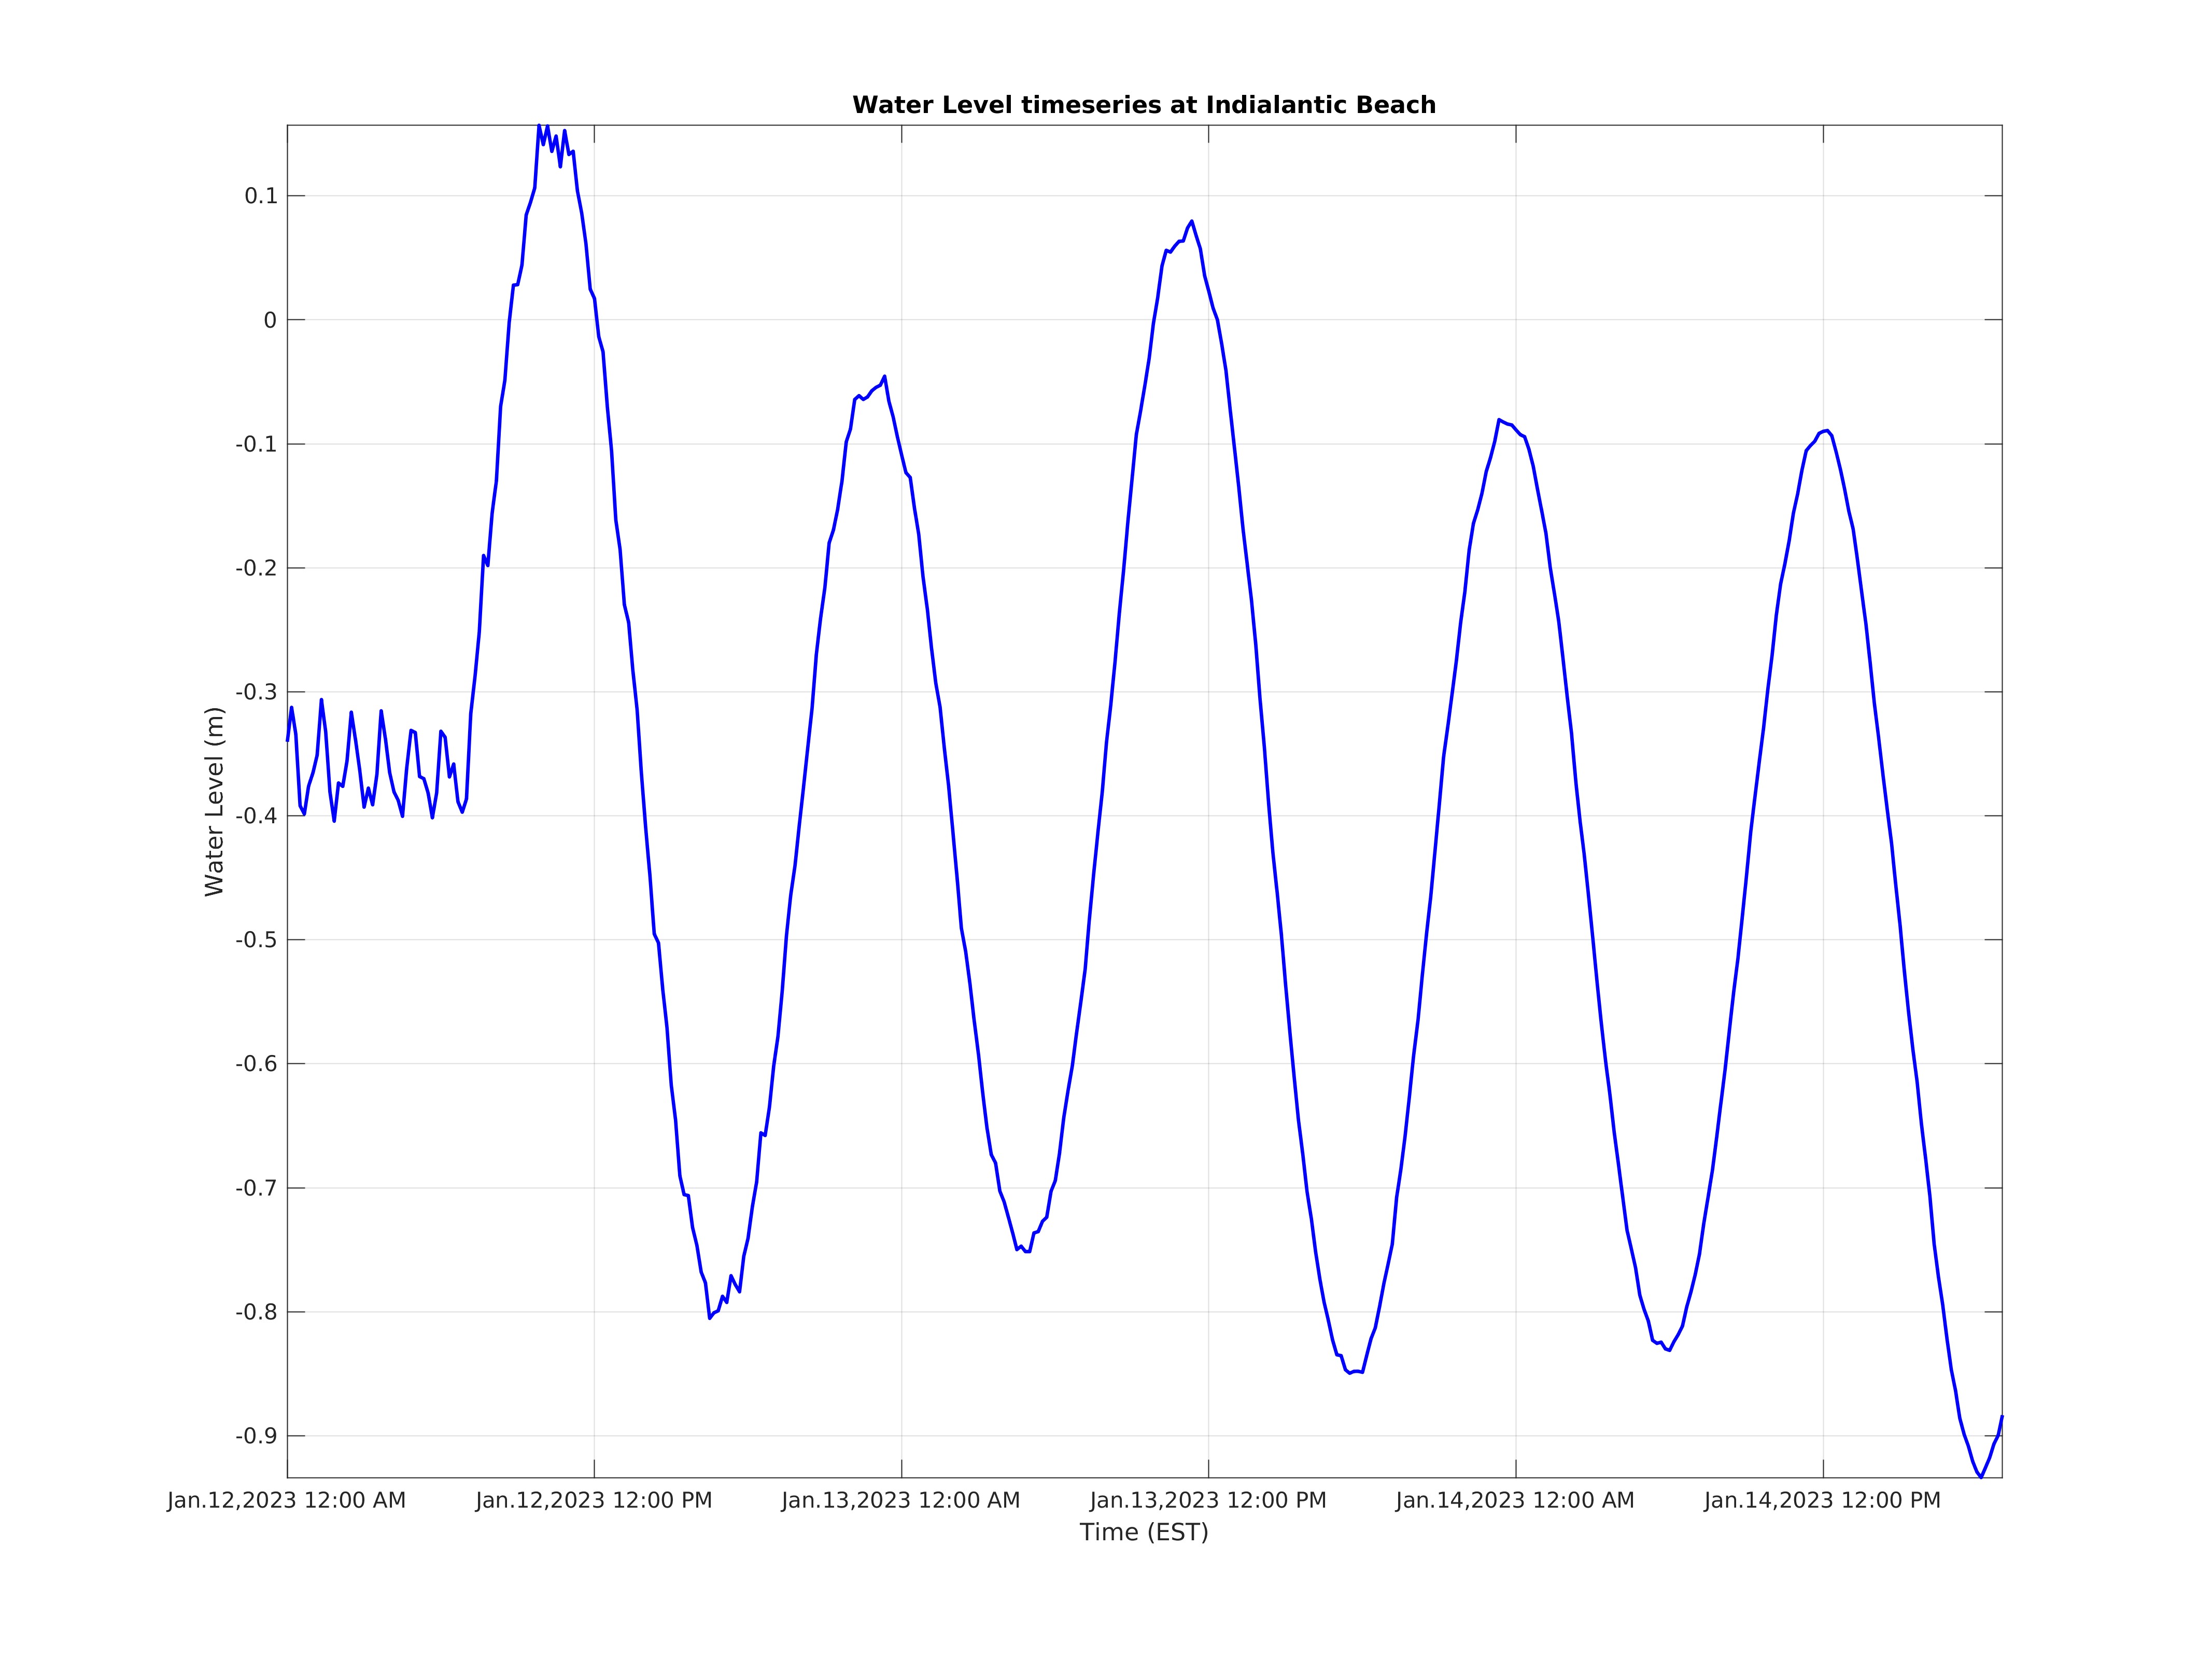 Water Level timeseries at Indialantic Beach
0.1
0
-0.1
-0.2
-0.3
-0.4
-0.5
-0.6
-0.7
-0.8
-0.9
Water Level (m)
Jan.12,2023 12:00 AM
Jan.12,2023 12:00 PM
Jan.13,2023 12:00 AM
Jan.13,2023 12:00 PM
Jan.14,2023 12:00 AM
Jan.14,2023 12:00 PM
Time (EST)